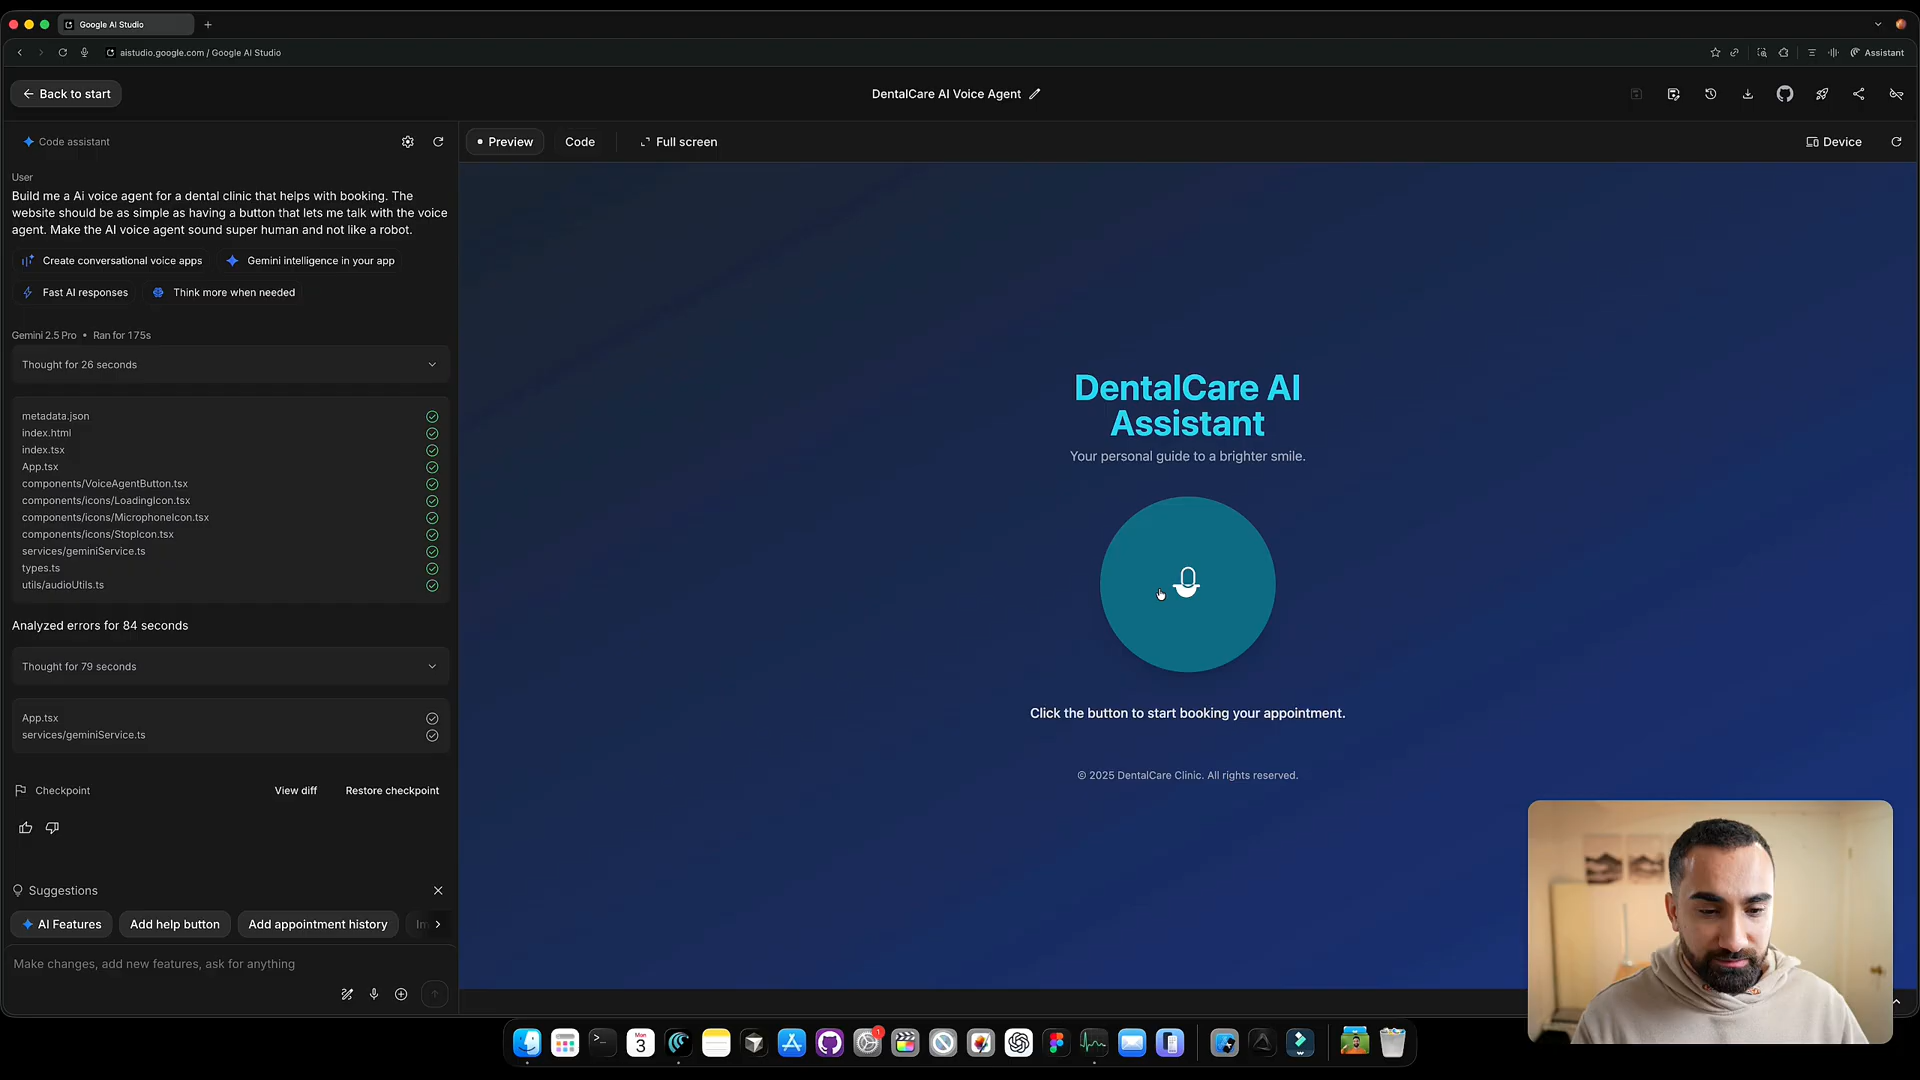 Google AI Studio
aistudio.google.com / Google AI Studio
Assistant
Back to start
DentalCare AI Voice Agent
Code assistant
Preview
Code
Full screen
Device
User
Build me a Ai voice agent for a dental clinic that helps with booking. The
website should be as simple as having a button that lets me talk with the voice
agent. Make the AI voice agent sound super human and not like a robot.
Create conversational voice apps
Gemini intelligence in your app
Fast AI responses
Think more when needed
Gemini 2.5 Pro • Ran for 175s
Thought for 26 seconds
metadata.json
index.html
index.tsx
App.tsx
components/VoiceAgentButton.tsx
components/icons/LoadingIcon.tsx
components/icons/MicrophoneIcon.tsx
components/icons/StopIcon.tsx
services/geminiService.ts
types.ts
utils/audioUtils.ts
Analyzed errors for 84 seconds
Thought for 79 seconds
App.tsx
services/geminiService.ts
Checkpoint
View diff
Restore checkpoint
Suggestions
AI Features
Add help button
Add appointment history
Make changes, add new features, ask for anything
DentalCare AI
Assistant
Your personal guide to a brighter smile.
Click the button to start booking your appointment.
© 2025 DentalCare Clinic. All rights reserved.
Mon
3
1